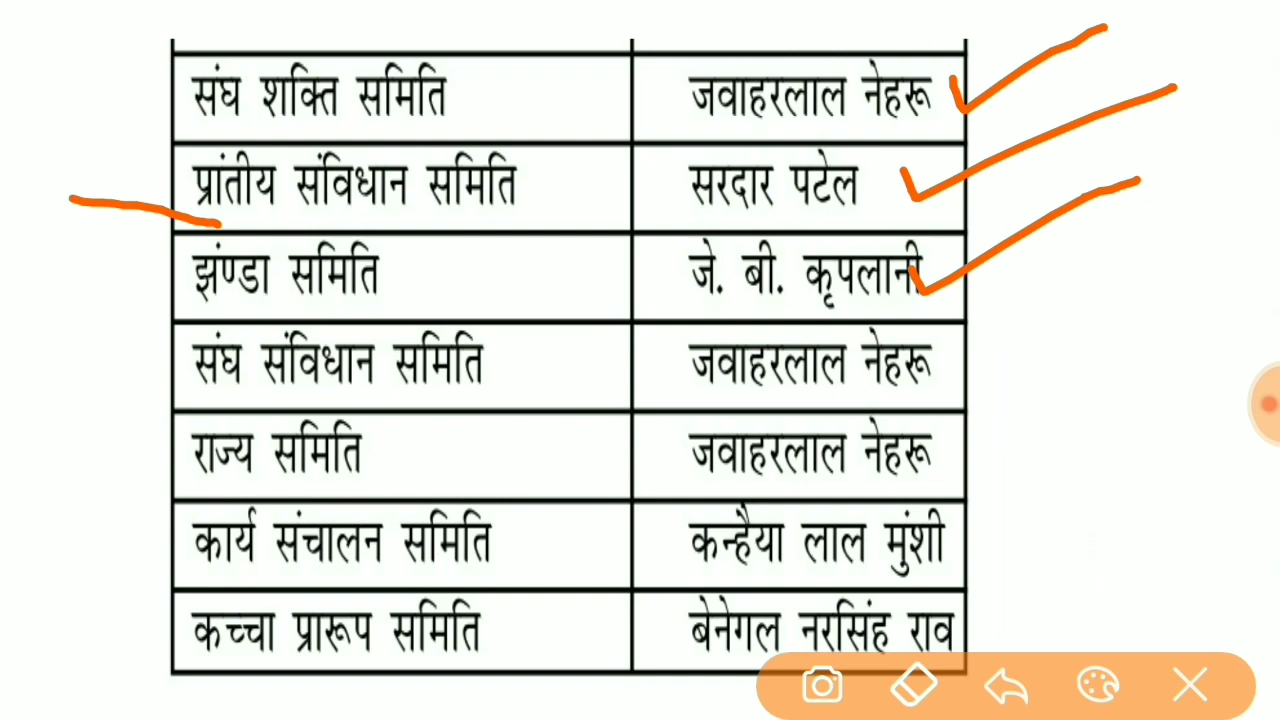 संघ शक्ति समिति जवाहरलाल नेहरू
प्रांतीय संविधान समिति सरदार पटेल
झंण्डा समिति जे. बी. कृपलानी
संघ संविधान समिति जवाहरलाल नेहरू
राज्य समिति जवाहरलाल नेहरू
कार्य संचालन समिति कन्हैया लाल मुंशी
कच्चा प्रारूप समिति बेनेगल नरसिंह राव